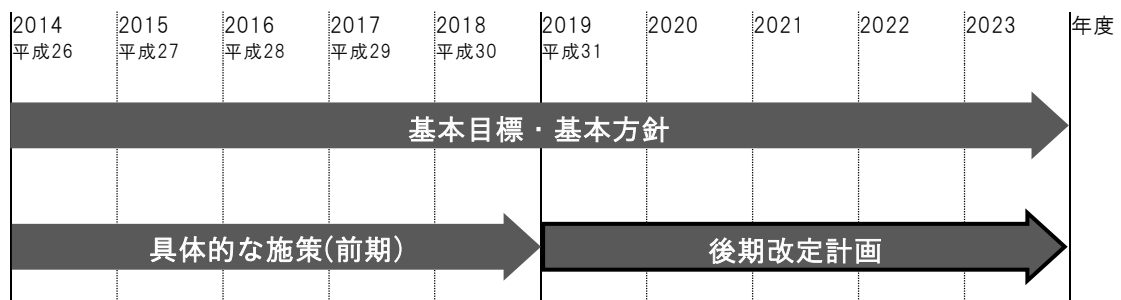 2014 2015 2016 2017 2018 2019 2020 2021 2022 2023 年度
平成26 平成27 平成28 平成29 平成30 平成31
基本目標・基本方針
具体的な施策(前期) 後期改定計画